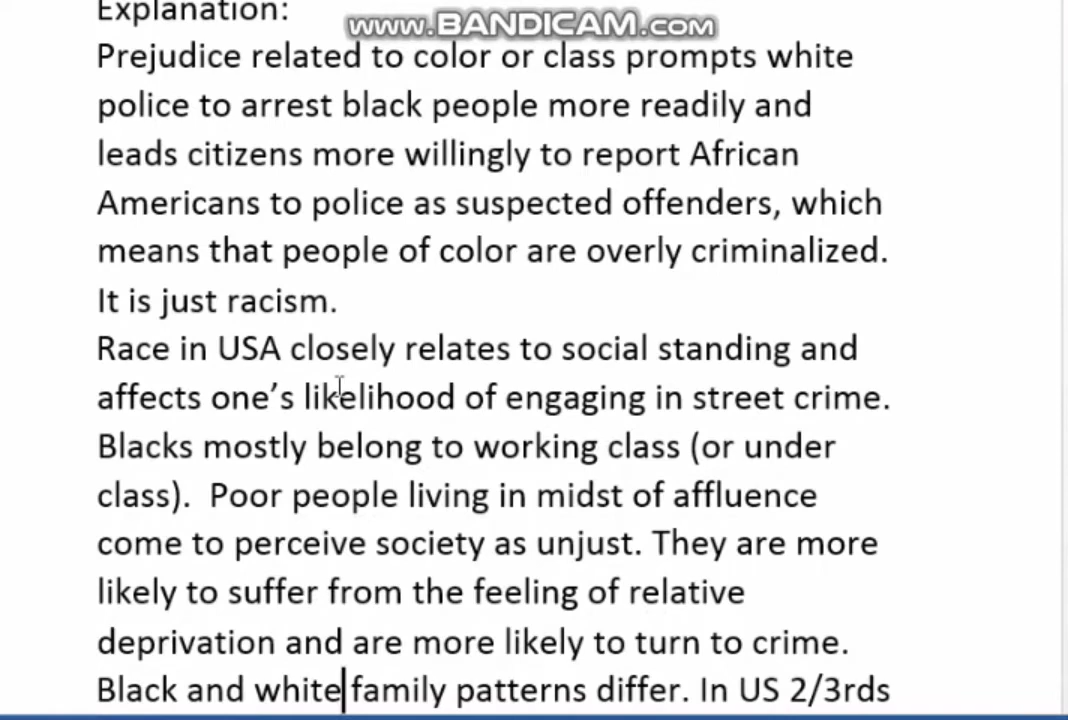 Explanation:
www.BANDICAM.com
Prejudice related to color or class prompts white
police to arrest black people more readily and
leads citizens more willingly to report African
Americans to police as suspected offenders, which
means that people of color are overly criminalized.
It is just racism.
Race in USA closely relates to social standing and
affects one’s likelihood of engaging in street crime.
Blacks mostly belong to working class (or under
class).  Poor people living in midst of affluence
come to perceive society as unjust. They are more
likely to suffer from the feeling of relative
deprivation and are more likely to turn to crime.
Black and white family patterns differ. In US 2/3rds